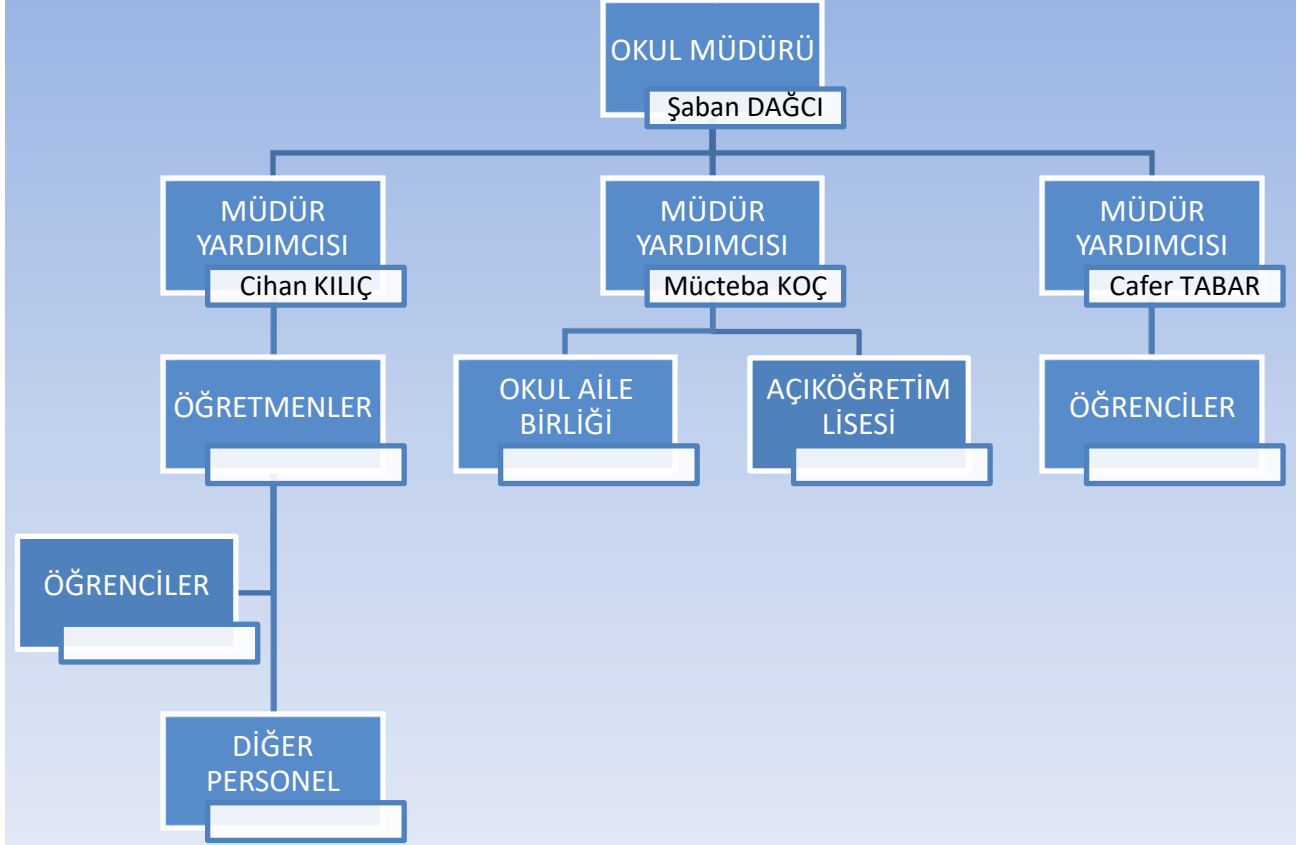 OKUL MÜDÜRÜ
Şaban DAĞCI
MÜDÜR
YARDIMCISI
Cihan KILIÇ
MÜDÜR
YARDIMCISI
Mücteba KOÇ
MÜDÜR
YARDIMCISI
Cafer TABAR
ÖĞRETMENLER
OKUL AİLE
BİRLİĞİ
AÇIKÖĞRETİM
LİSESİ
ÖĞRENCİLER
ÖĞRENCİLER
DİĞER
PERSONEL